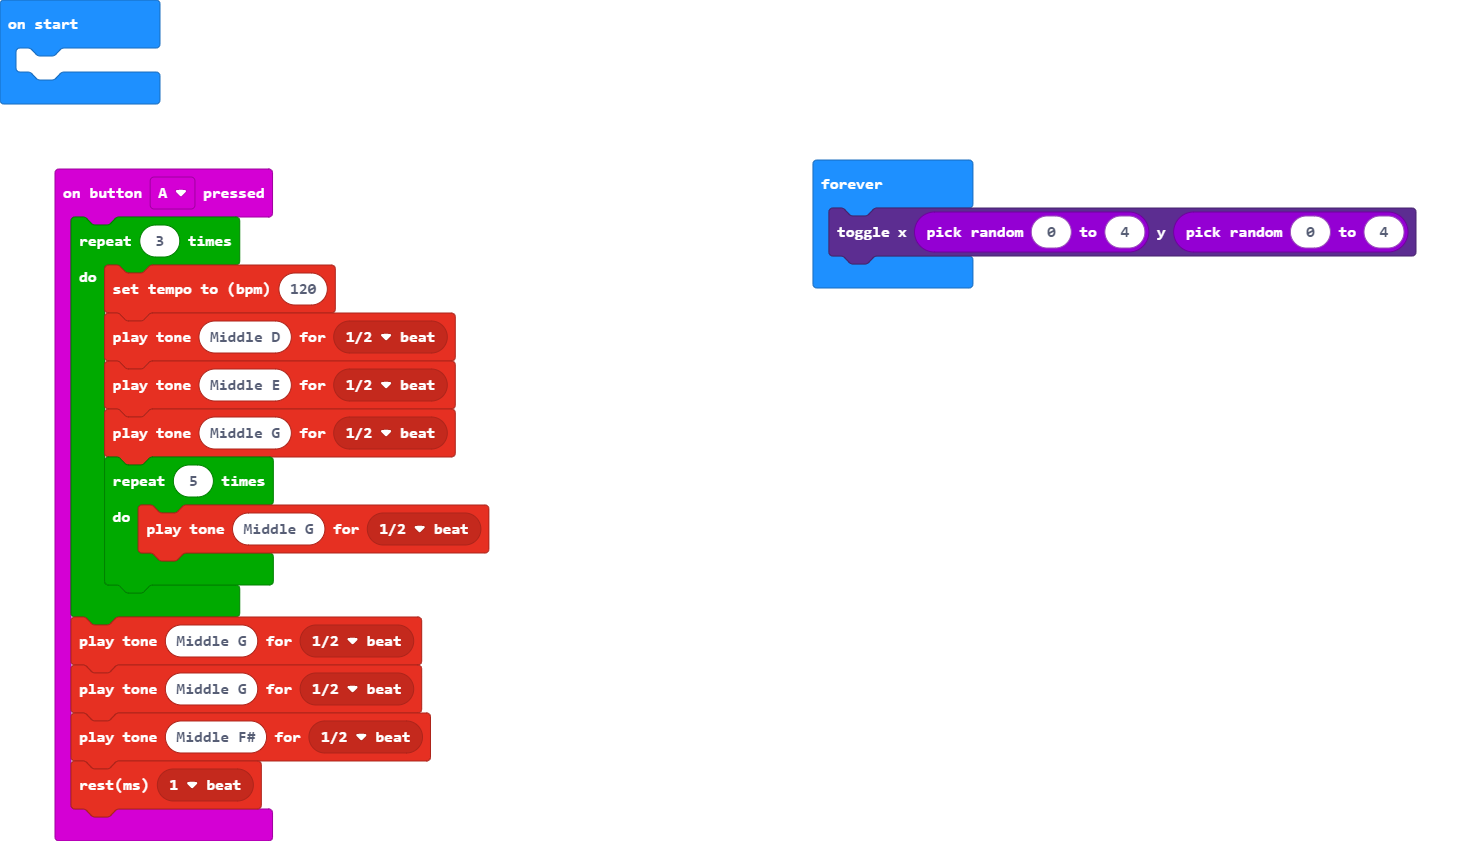 on start
on button A pressed
repeat 3 times
do
set tempo to (bpm) 120
play tone Middle D for 1/2 beat
play tone Middle E for 1/2 beat
play tone Middle G for 1/2 beat
repeat 5 times
do
play tone Middle G for 1/2 beat
play tone Middle G for 1/2 beat
play tone Middle G for 1/2 beat
play tone Middle F# for 1/2 beat
rest(ms) 1 beat
forever
toggle x pick random 0 to 4 y pick random 0 to 4